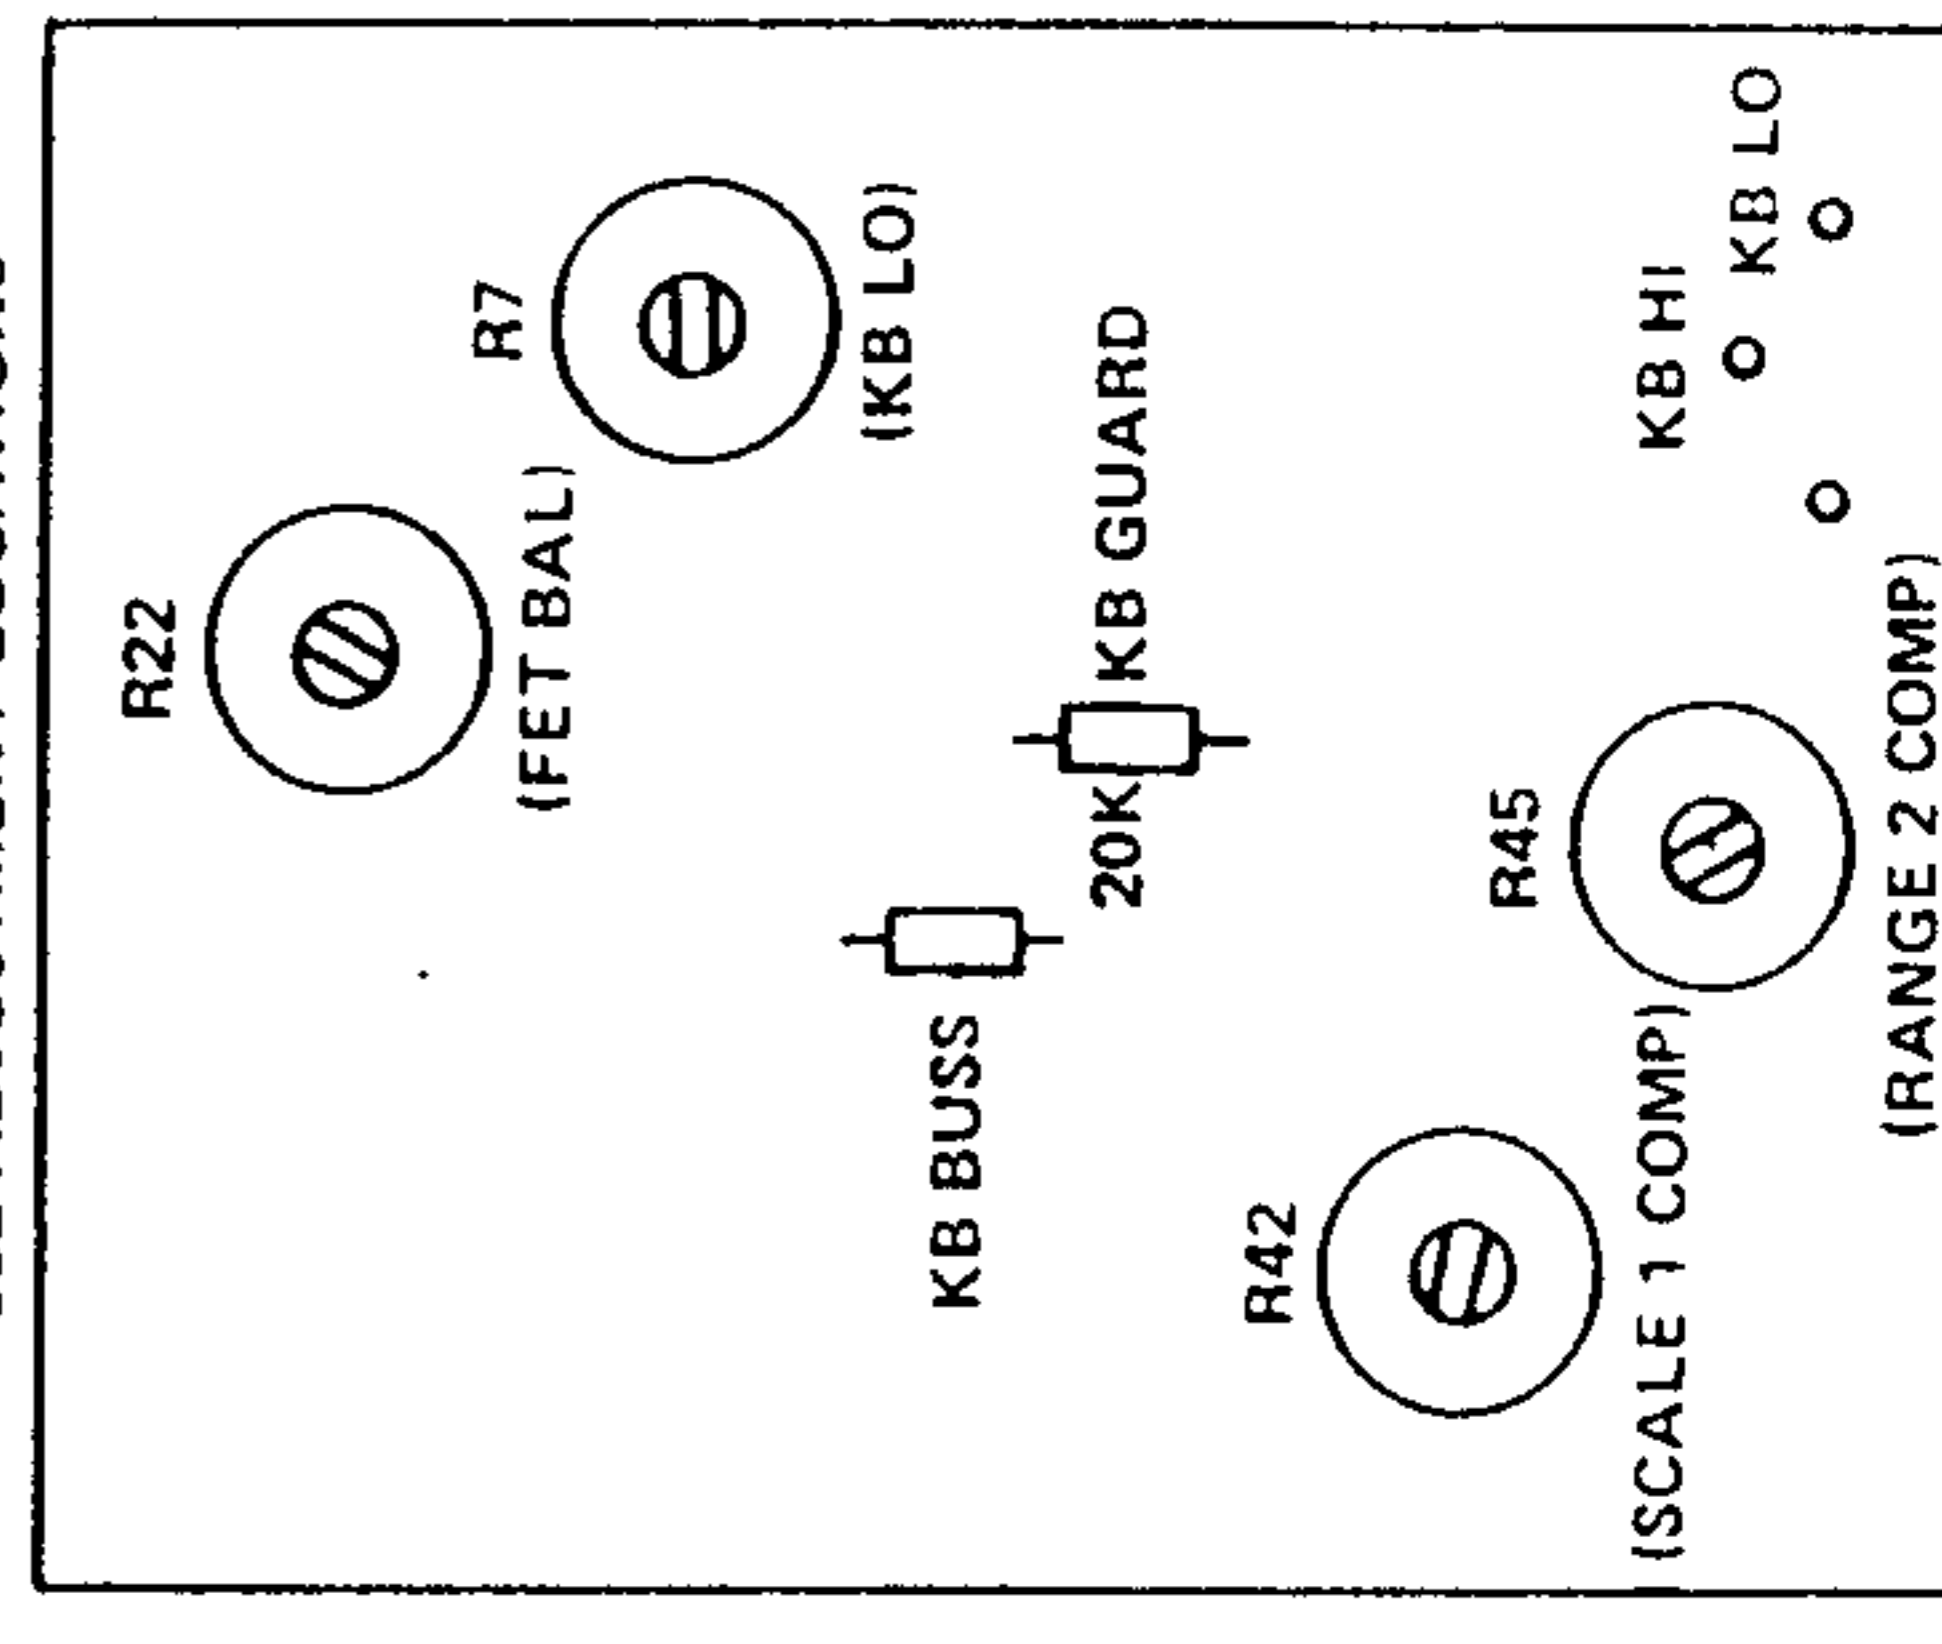 R22
(FET BAL)
R7
(KB LO)
KB BUSS
20K
KB GUARD
R42
(SCALE 1 COMP)
R45
(RANGE 2 COMP)
KB HI
KB LO